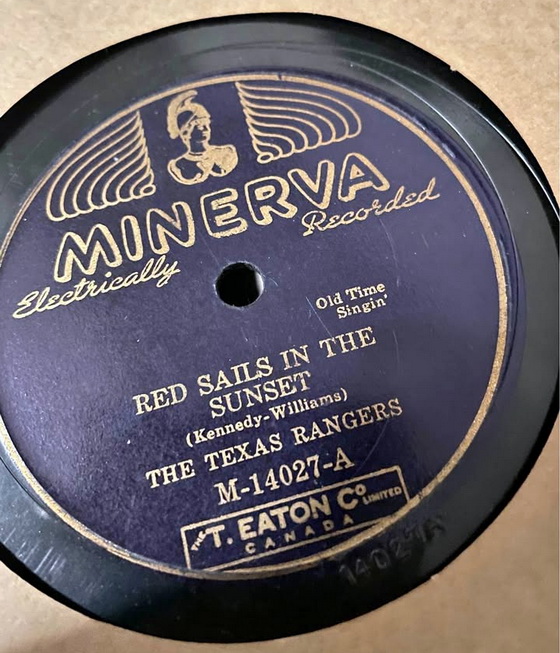 MINERVA
Electrically Recorded
Old Time
Singin'
RED SAILS IN THE
SUNSET
(Kennedy-Williams)
THE TEXAS RANGERS
M-14027-A
THE T. EATON Co LIMITED
CANADA
14027A